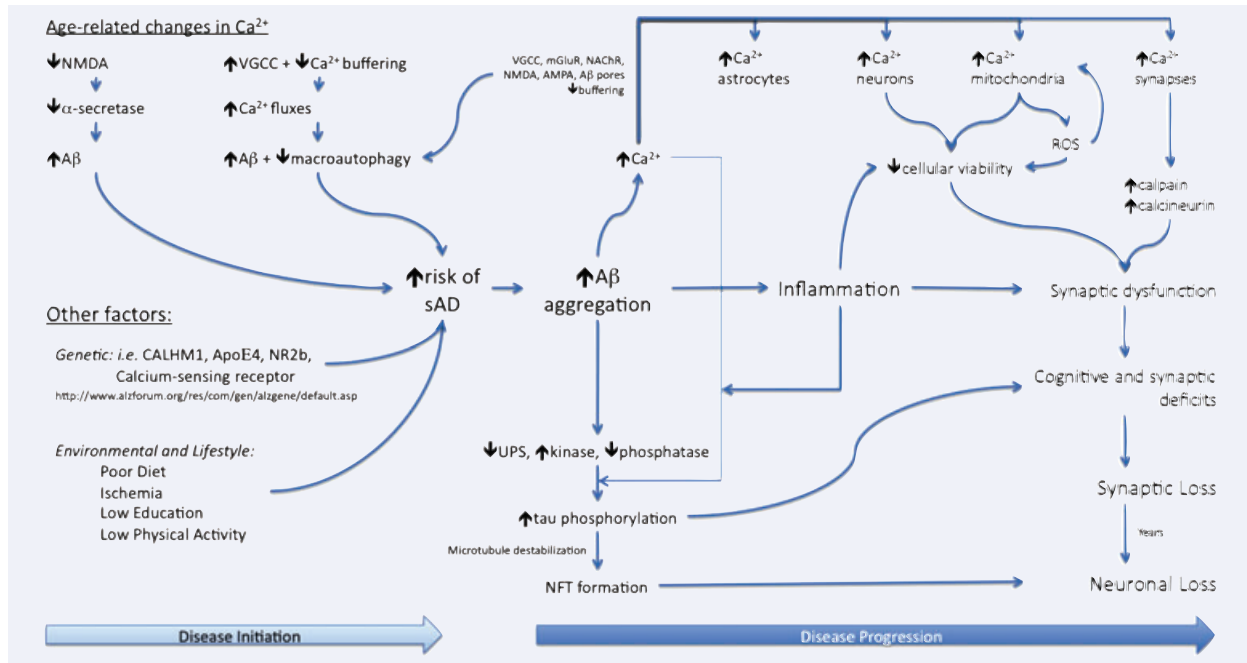 Age-related changes in Ca²⁺
↓NMDA
↓α-secretase
↑Aβ
↑VGCC + ↓Ca²⁺ buffering
↑Ca²⁺ fluxes
↑Aβ + ↓macroautophagy
VGCC, mGluR, NAChR,
NMDA, AMPA, Aβ pores
↓buffering
↑Ca²⁺
↑Ca²⁺
astrocytes
↑Ca²⁺
neurons
↑Ca²⁺
mitochondria
↑Ca²⁺
synapses
ROS
↓cellular viability
↑calpain
↑calcineurin
↑risk of
sAD
↑Aβ
aggregation
Inflammation
Synaptic dysfunction
Other factors:
Genetic: i.e. CALHM1, ApoE4, NR2b,
Calcium-sensing receptor
http://www.alzforum.org/res/com/gen/alzgene/default.asp
Cognitive and synaptic
deficits
Environmental and Lifestyle:
Poor Diet
Ischemia
Low Education
Low Physical Activity
↓UPS, ↑kinase, ↓phosphatase
↑tau phosphorylation
Microtubule destabilization
NFT formation
Synaptic Loss
Years
Neuronal Loss
Disease Initiation
Disease Progression